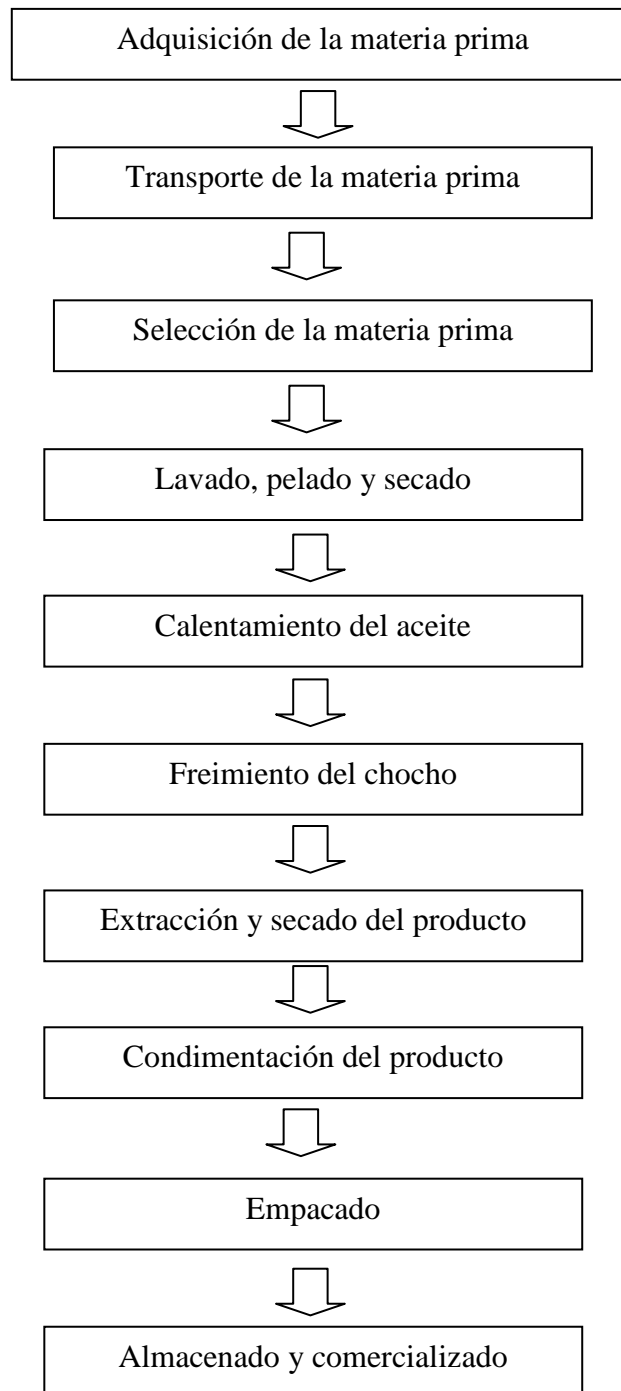 Adquisición de la materia prima
Transporte de la materia prima
Selección de la materia prima
Lavado, pelado y secado
Calentamiento del aceite
Freimiento del chocho
Extracción y secado del producto
Condimentación del producto
Empacado
Almacenado y comercializado